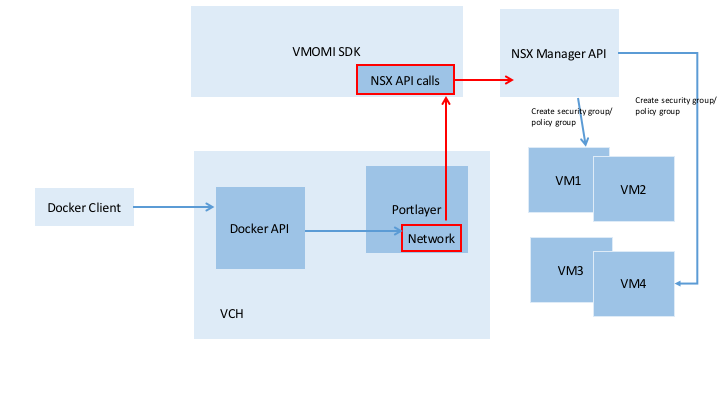 VMOMI SDK
NSX API calls
NSX Manager API
Create security group/
policy group
Create security group/
policy group
VM1
VM2
VM3
VM4
Docker Client
Docker API
Portlayer
Network
VCH